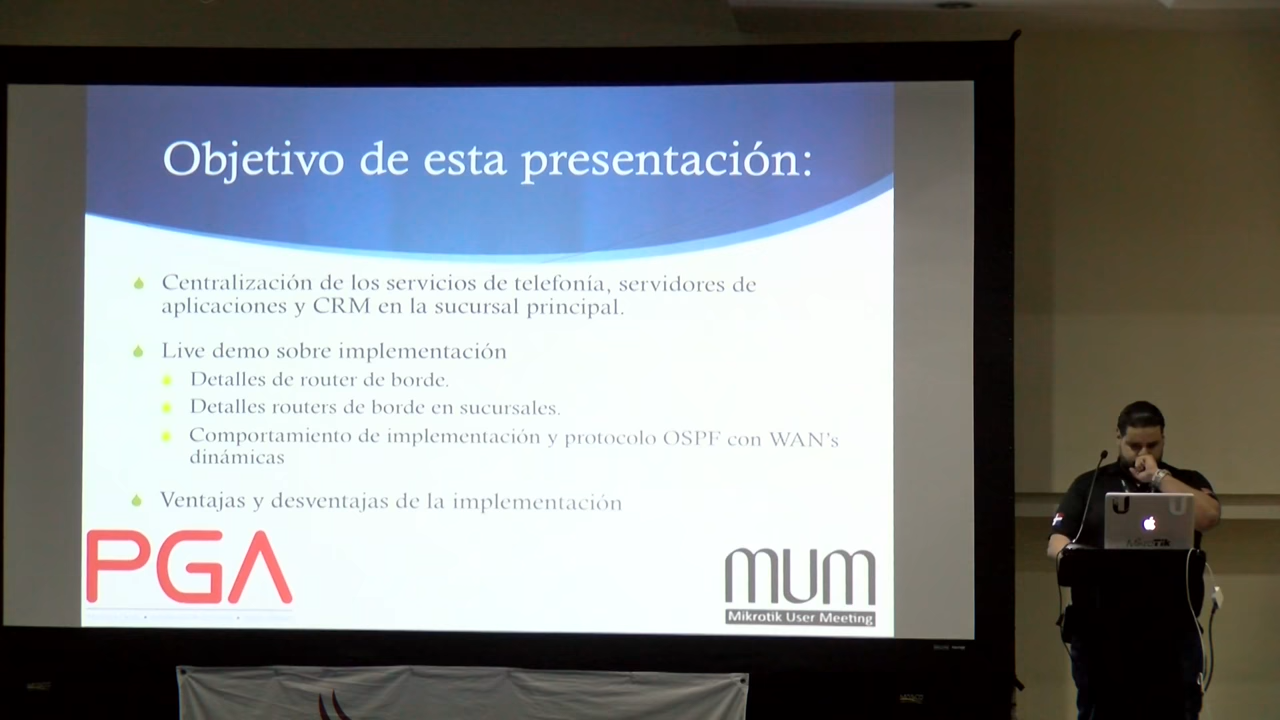 Objetivo de esta presentación:
Centralización de los servicios de telefonía, servidores de
aplicaciones y CRM en la sucursal principal.
Live demo sobre implementación
Detalles de router de borde.
Detalles routers de borde en sucursales.
Comportamiento de implementación y protocolo OSPF con WAN's
dinámicas
Ventajas y desventajas de la implementación
PGA
mum
Mikrotik User Meeting
MikroTik